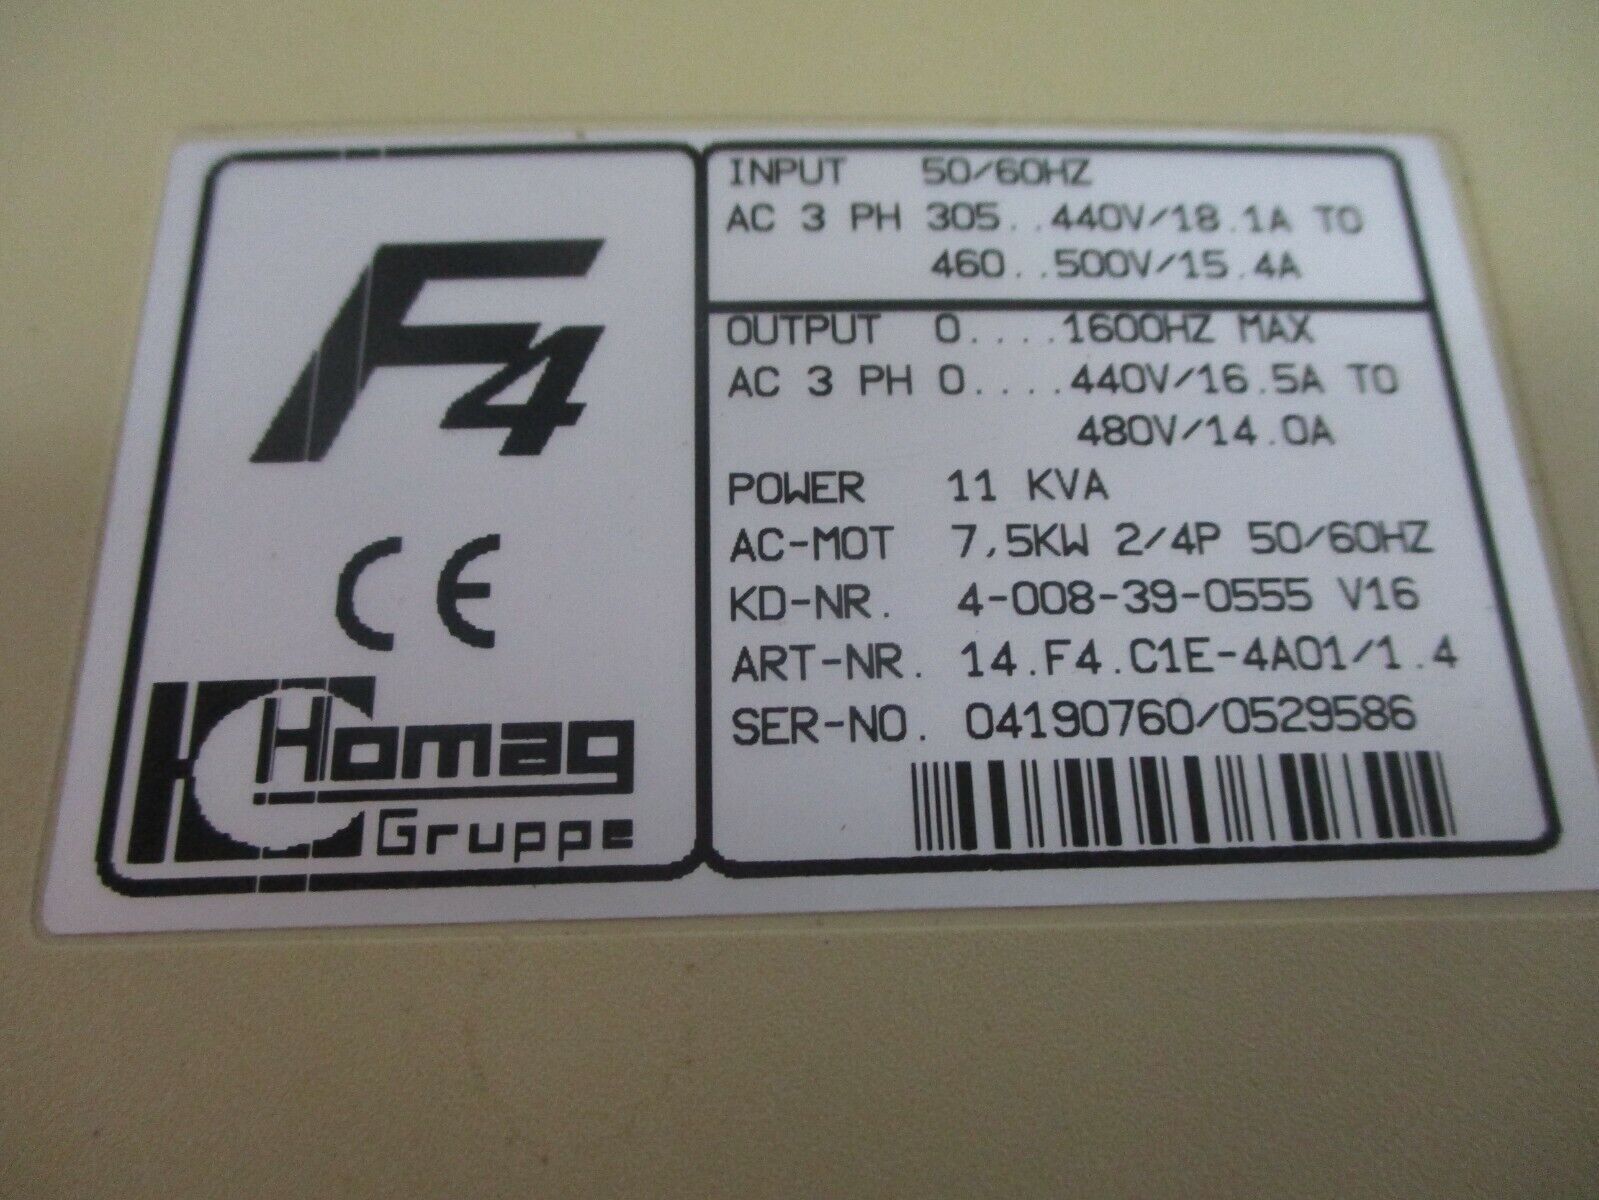 F4
CE
Homag
Gruppe
INPUT 50/60HZ
AC 3 PH 305..440V/18.1A TO
460..500V/15.4A
OUTPUT 0....1600HZ MAX
AC 3 PH 0....440V/16.5A TO
480V/14.0A
POWER 11 KVA
AC-MOT 7,5KW 2/4P 50/60HZ
KD-NR. 4-008-39-0555 V16
ART-NR. 14.F4.C1E-4A01/1.4
SER-NO. 04190760/0529586